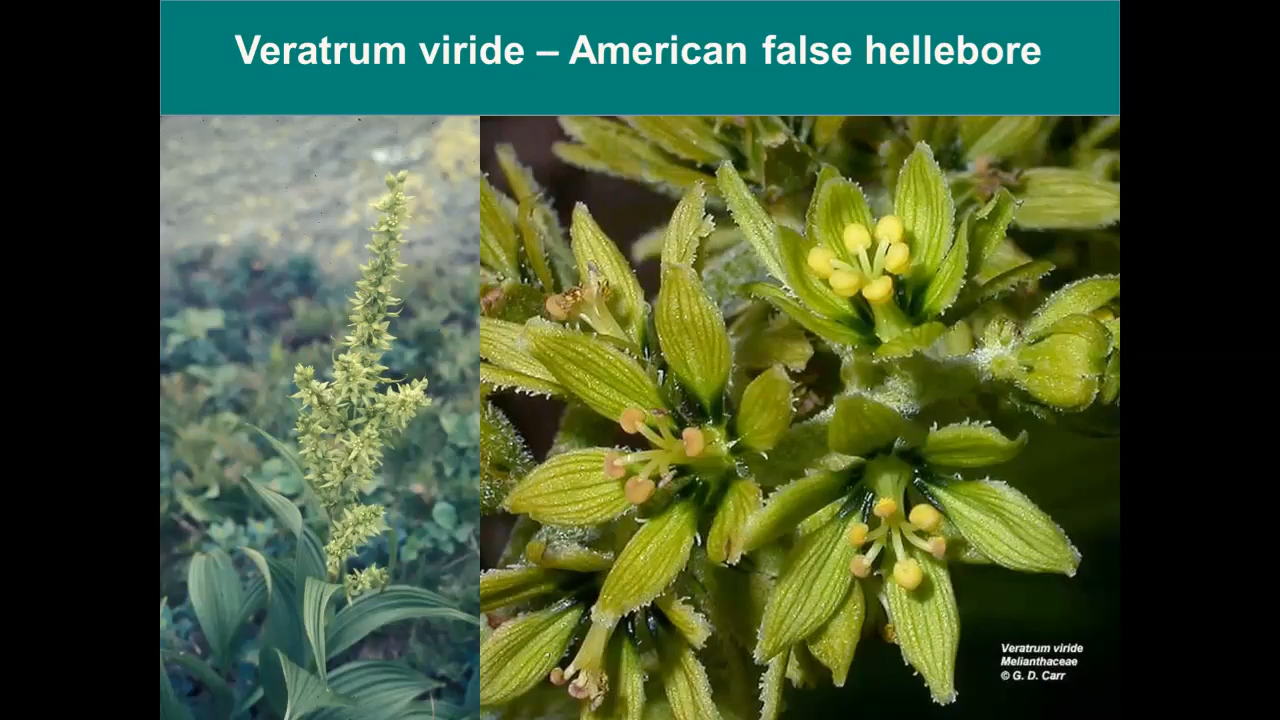 Veratrum viride – American false hellebore
Veratrum viride
Melianthaceae
© G. D. Carr